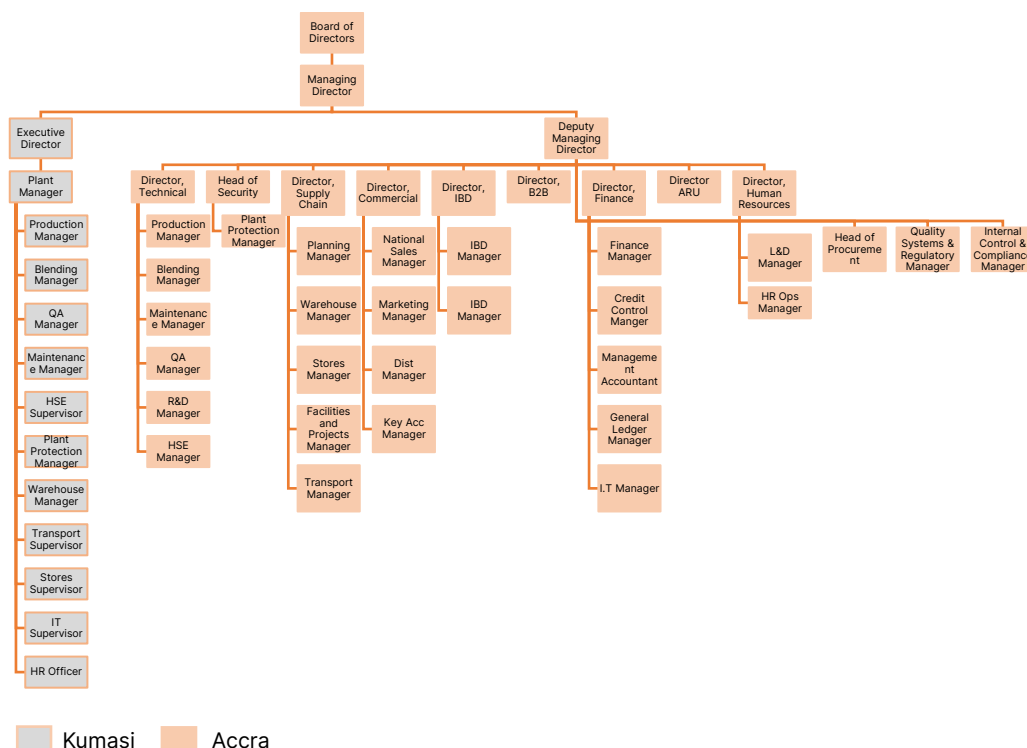 Board of
Directors
Managing
Director
Executive
Director
Deputy
Managing
Director
Plant
Manager
Director,
Technical
Head of
Security
Director,
Supply
Chain
Director,
Commercial
Director,
IBD
Director,
B2B
Director,
Finance
Director
ARU
Director,
Human
Resources
Production
Manager
Blending
Manager
QA
Manager
Maintenanc
e Manager
HSE
Supervisor
Plant
Protection
Manager
Warehouse
Manager
Transport
Supervisor
Stores
Supervisor
IT
Supervisor
HR Officer
Production
Manager
Blending
Manager
Maintenanc
e Manager
QA
Manager
R&D
Manager
HSE
Manager
Plant
Protection
Manager
Planning
Manager
Warehouse
Manager
Stores
Manager
Facilities
and
Projects
Manager
Transport
Manager
National
Sales
Manager
Marketing
Manager
Dist
Manager
Key Acc
Manager
IBD
Manager
IBD
Manager
Finance
Manager
Credit
Control
Manger
Manageme
nt
Accountant
General
Ledger
Manager
I.T Manager
L&D
Manager
HR Ops
Manager
Head of
Procureme
nt
Quality
Systems &
Regulatory
Manager
Internal
Control &
Compliance
Manager
Kumasi
Accra